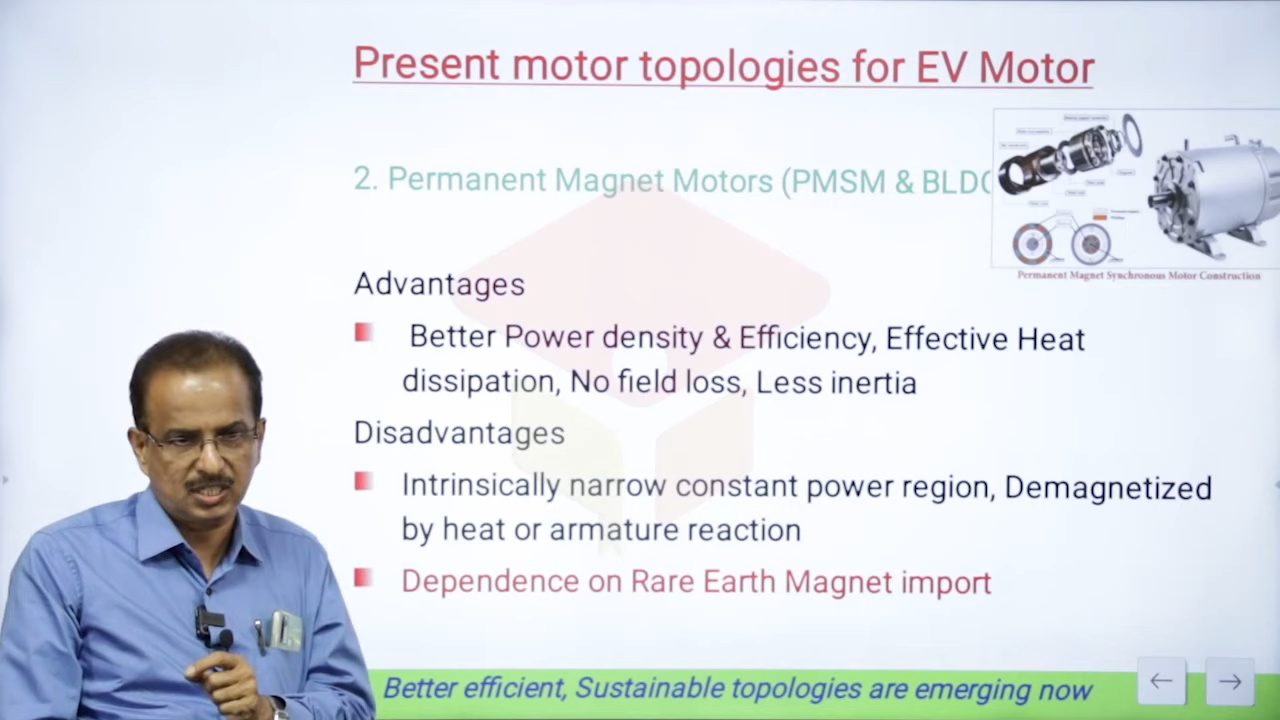 Present motor topologies for EV Motor
2. Permanent Magnet Motors (PMSM & BLDC
Permanent Magnet Synchronous Motor Construction
Advantages
Better Power density & Efficiency, Effective Heat
dissipation, No field loss, Less inertia
Disadvantages
Intrinsically narrow constant power region, Demagnetized
by heat or armature reaction
Dependence on Rare Earth Magnet import
Better efficient, Sustainable topologies are emerging now